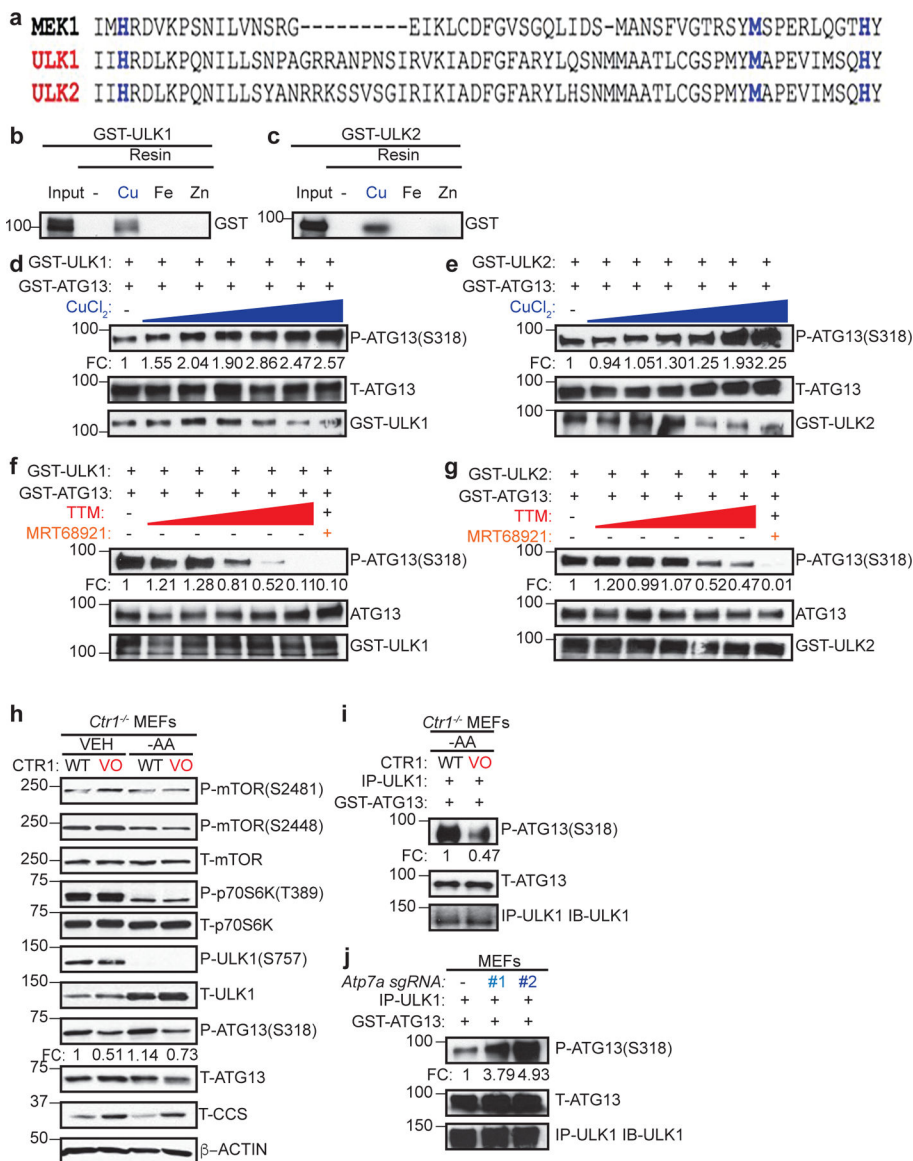 a
MEK1 IMHRDVKPSNILVNSRG---------EIKLCDFGVSGQLIDS-MANSFVGTRSYMSPERLQGTHY
ULK1 IIHRDLKPQNILLSNPAGRRANPNSIRVKIADFGFARYLQSNMMAATLCGSPMYMAPEVIMSQHY
ULK2 IIHRDLKPQNILLSYANRRKSSVSGIRIKIADFGFARYLHSNMMAATLCGSPMYMAPEVIMSQHY
b
GST-ULK1
Resin
Input - Cu Fe Zn
100 GST
c
GST-ULK2
Resin
Input - Cu Fe Zn
100 GST
d
GST-ULK1: + + + + + + +
GST-ATG13: + + + + + + +
CuCl2: -
100 P-ATG13(S318)
FC: 1 1.55 2.04 1.90 2.86 2.47 2.57
100 T-ATG13
100 GST-ULK1
e
GST-ULK2: + + + + + + +
GST-ATG13: + + + + + + +
CuCl2: -
100 P-ATG13(S318)
FC: 1 0.94 1.05 1.30 1.25 1.93 2.25
100 T-ATG13
100 GST-ULK2
f
GST-ULK1: + + + + + + +
GST-ATG13: + + + + + + +
TTM: - +
MRT68921: - - - - - - +
100 P-ATG13(S318)
FC: 1 1.21 1.28 0.81 0.52 0.11 0.10
100 ATG13
100 GST-ULK1
g
GST-ULK2: + + + + + + +
GST-ATG13: + + + + + + +
TTM: - +
MRT68921: - - - - - - +
100 P-ATG13(S318)
FC: 1 1.20 0.99 1.07 0.52 0.47 0.01
100 ATG13
100 GST-ULK2
h
Ctr1-/- MEFs
VEH -AA
CTR1: WT VO WT VO
250 P-mTOR(S2481)
250 P-mTOR(S2448)
250 T-mTOR
75 P-p70S6K(T389)
75 T-p70S6K
150 P-ULK1(S757)
150 T-ULK1
75 P-ATG13(S318)
FC: 1 0.51 1.14 0.73
75 T-ATG13
37 T-CCS
50 β-ACTIN
i
Ctr1-/- MEFs
-AA
CTR1: WT VO
IP-ULK1: + +
GST-ATG13: + +
100 P-ATG13(S318)
FC: 1 0.47
100 T-ATG13
150 IP-ULK1 IB-ULK1
j
MEFs
Atp7a sgRNA: - #1 #2
IP-ULK1: + + +
GST-ATG13: + + +
100 P-ATG13(S318)
FC: 1 3.79 4.93
100 T-ATG13
150 IP-ULK1 IB-ULK1